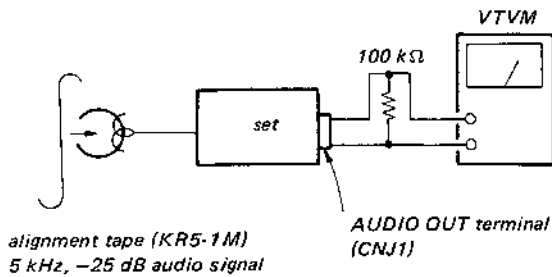 VTVM
100 kΩ
set
alignment tape (KR5-1M)
5 kHz, −25 dB audio signal
AUDIO OUT terminal
(CNJ1)